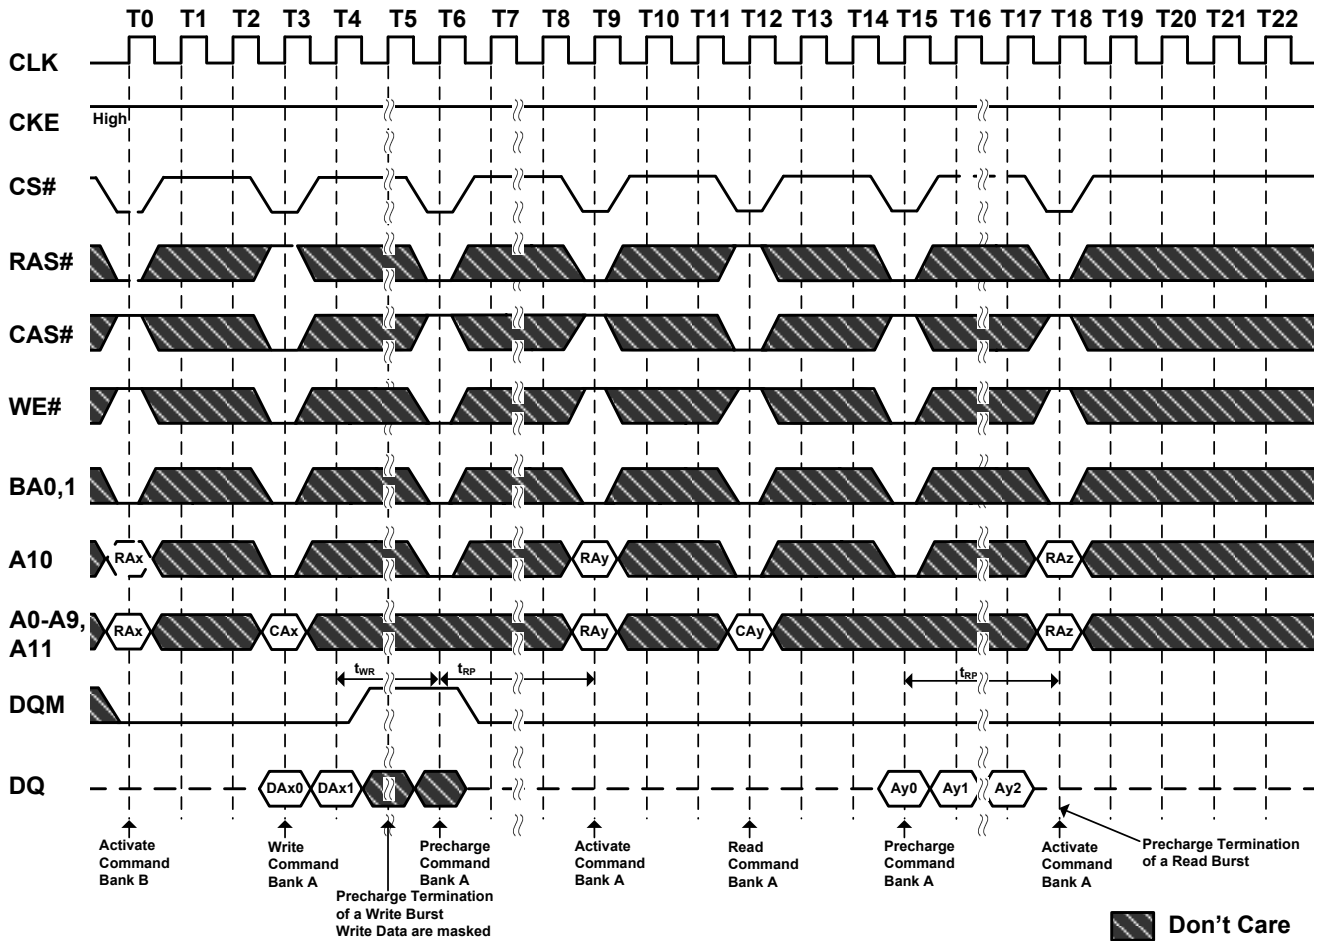 T0 T1 T2 T3 T4 T5 T6 T7 T8 T9 T10 T11 T12 T13 T14 T15 T16 T17 T18 T19 T20 T21 T22
CLK
CKE
High
CS#
RAS#
CAS#
WE#
BA0,1
A10
RAx RAy RAz
A0-A9,
A11
RAx CAx RAy CAy RAz
tWR tRP tRP
DQM
DQ
DAx0 DAx1 Ay0 Ay1 Ay2
Activate
Command
Bank B
Write
Command
Bank A
Precharge Termination
of a Write Burst
Write Data are masked
Precharge
Command
Bank A
Activate
Command
Bank A
Read
Command
Bank A
Precharge
Command
Bank A
Activate
Command
Bank A
Precharge Termination
of a Read Burst
Don't Care